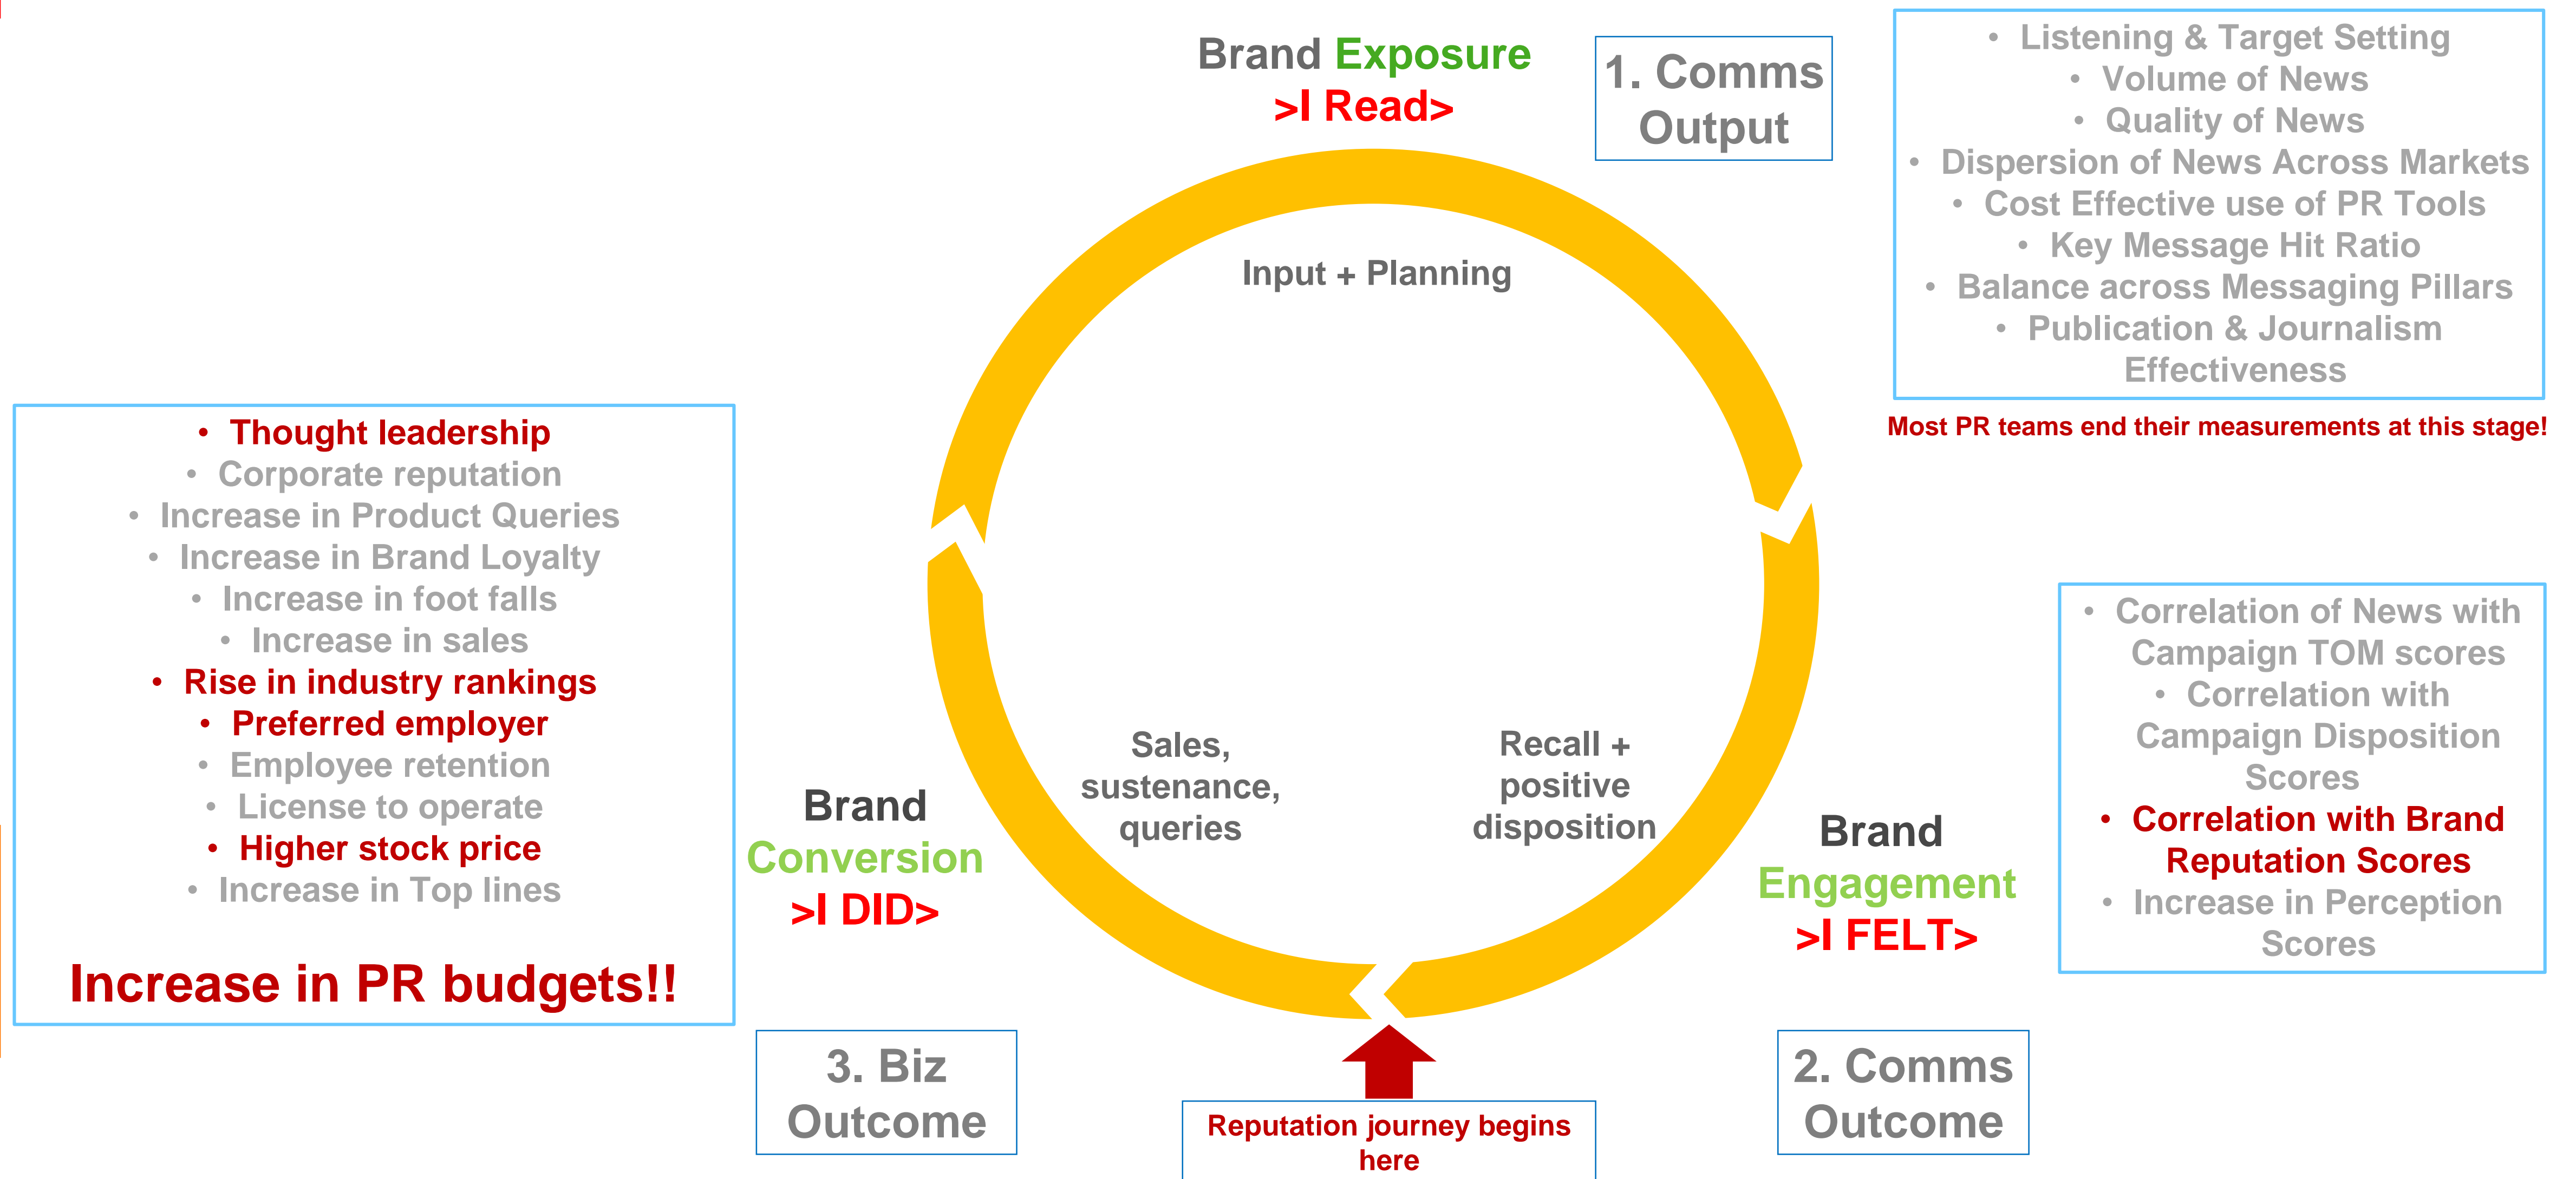 Brand Exposure
>I Read>
1. Comms
Output
• Listening & Target Setting
• Volume of News
• Quality of News
• Dispersion of News Across Markets
• Cost Effective use of PR Tools
• Key Message Hit Ratio
• Balance across Messaging Pillars
• Publication & Journalism
Effectiveness
Most PR teams end their measurements at this stage!
Input + Planning
• Thought leadership
• Corporate reputation
• Increase in Product Queries
• Increase in Brand Loyalty
• Increase in foot falls
• Increase in sales
• Rise in industry rankings
• Preferred employer
• Employee retention
• License to operate
• Higher stock price
• Increase in Top lines
Increase in PR budgets!!
Brand
Conversion
>I DID>
Sales,
sustenance,
queries
Recall +
positive
disposition
Brand
Engagement
>I FELT>
• Correlation of News with
Campaign TOM scores
• Correlation with
Campaign Disposition
Scores
• Correlation with Brand
Reputation Scores
• Increase in Perception
Scores
3. Biz
Outcome
Reputation journey begins
here
2. Comms
Outcome